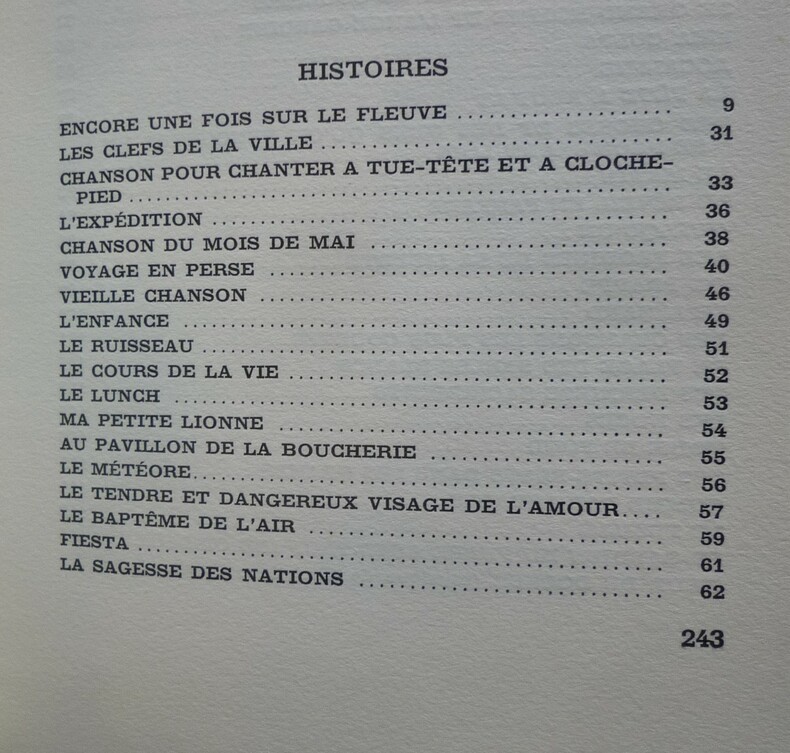 HISTOIRES
ENCORE UNE FOIS SUR LE FLEUVE .................... 9
LES CLEFS DE LA VILLE .................... 31
CHANSON POUR CHANTER A TUE-TÊTE ET A CLOCHE-
PIED .................... 33
L'EXPÉDITION .................... 36
CHANSON DU MOIS DE MAI .................... 38
VOYAGE EN PERSE .................... 40
VIEILLE CHANSON .................... 46
L'ENFANCE .................... 49
LE RUISSEAU .................... 51
LE COURS DE LA VIE .................... 52
LE LUNCH .................... 53
MA PETITE LIONNE .................... 54
AU PAVILLON DE LA BOUCHERIE .................... 55
LE MÉTÉORE .................... 56
LE TENDRE ET DANGEREUX VISAGE DE L'AMOUR .... 57
LE BAPTÊME DE L'AIR .................... 59
FIESTA .................... 61
LA SAGESSE DES NATIONS .................... 62
243